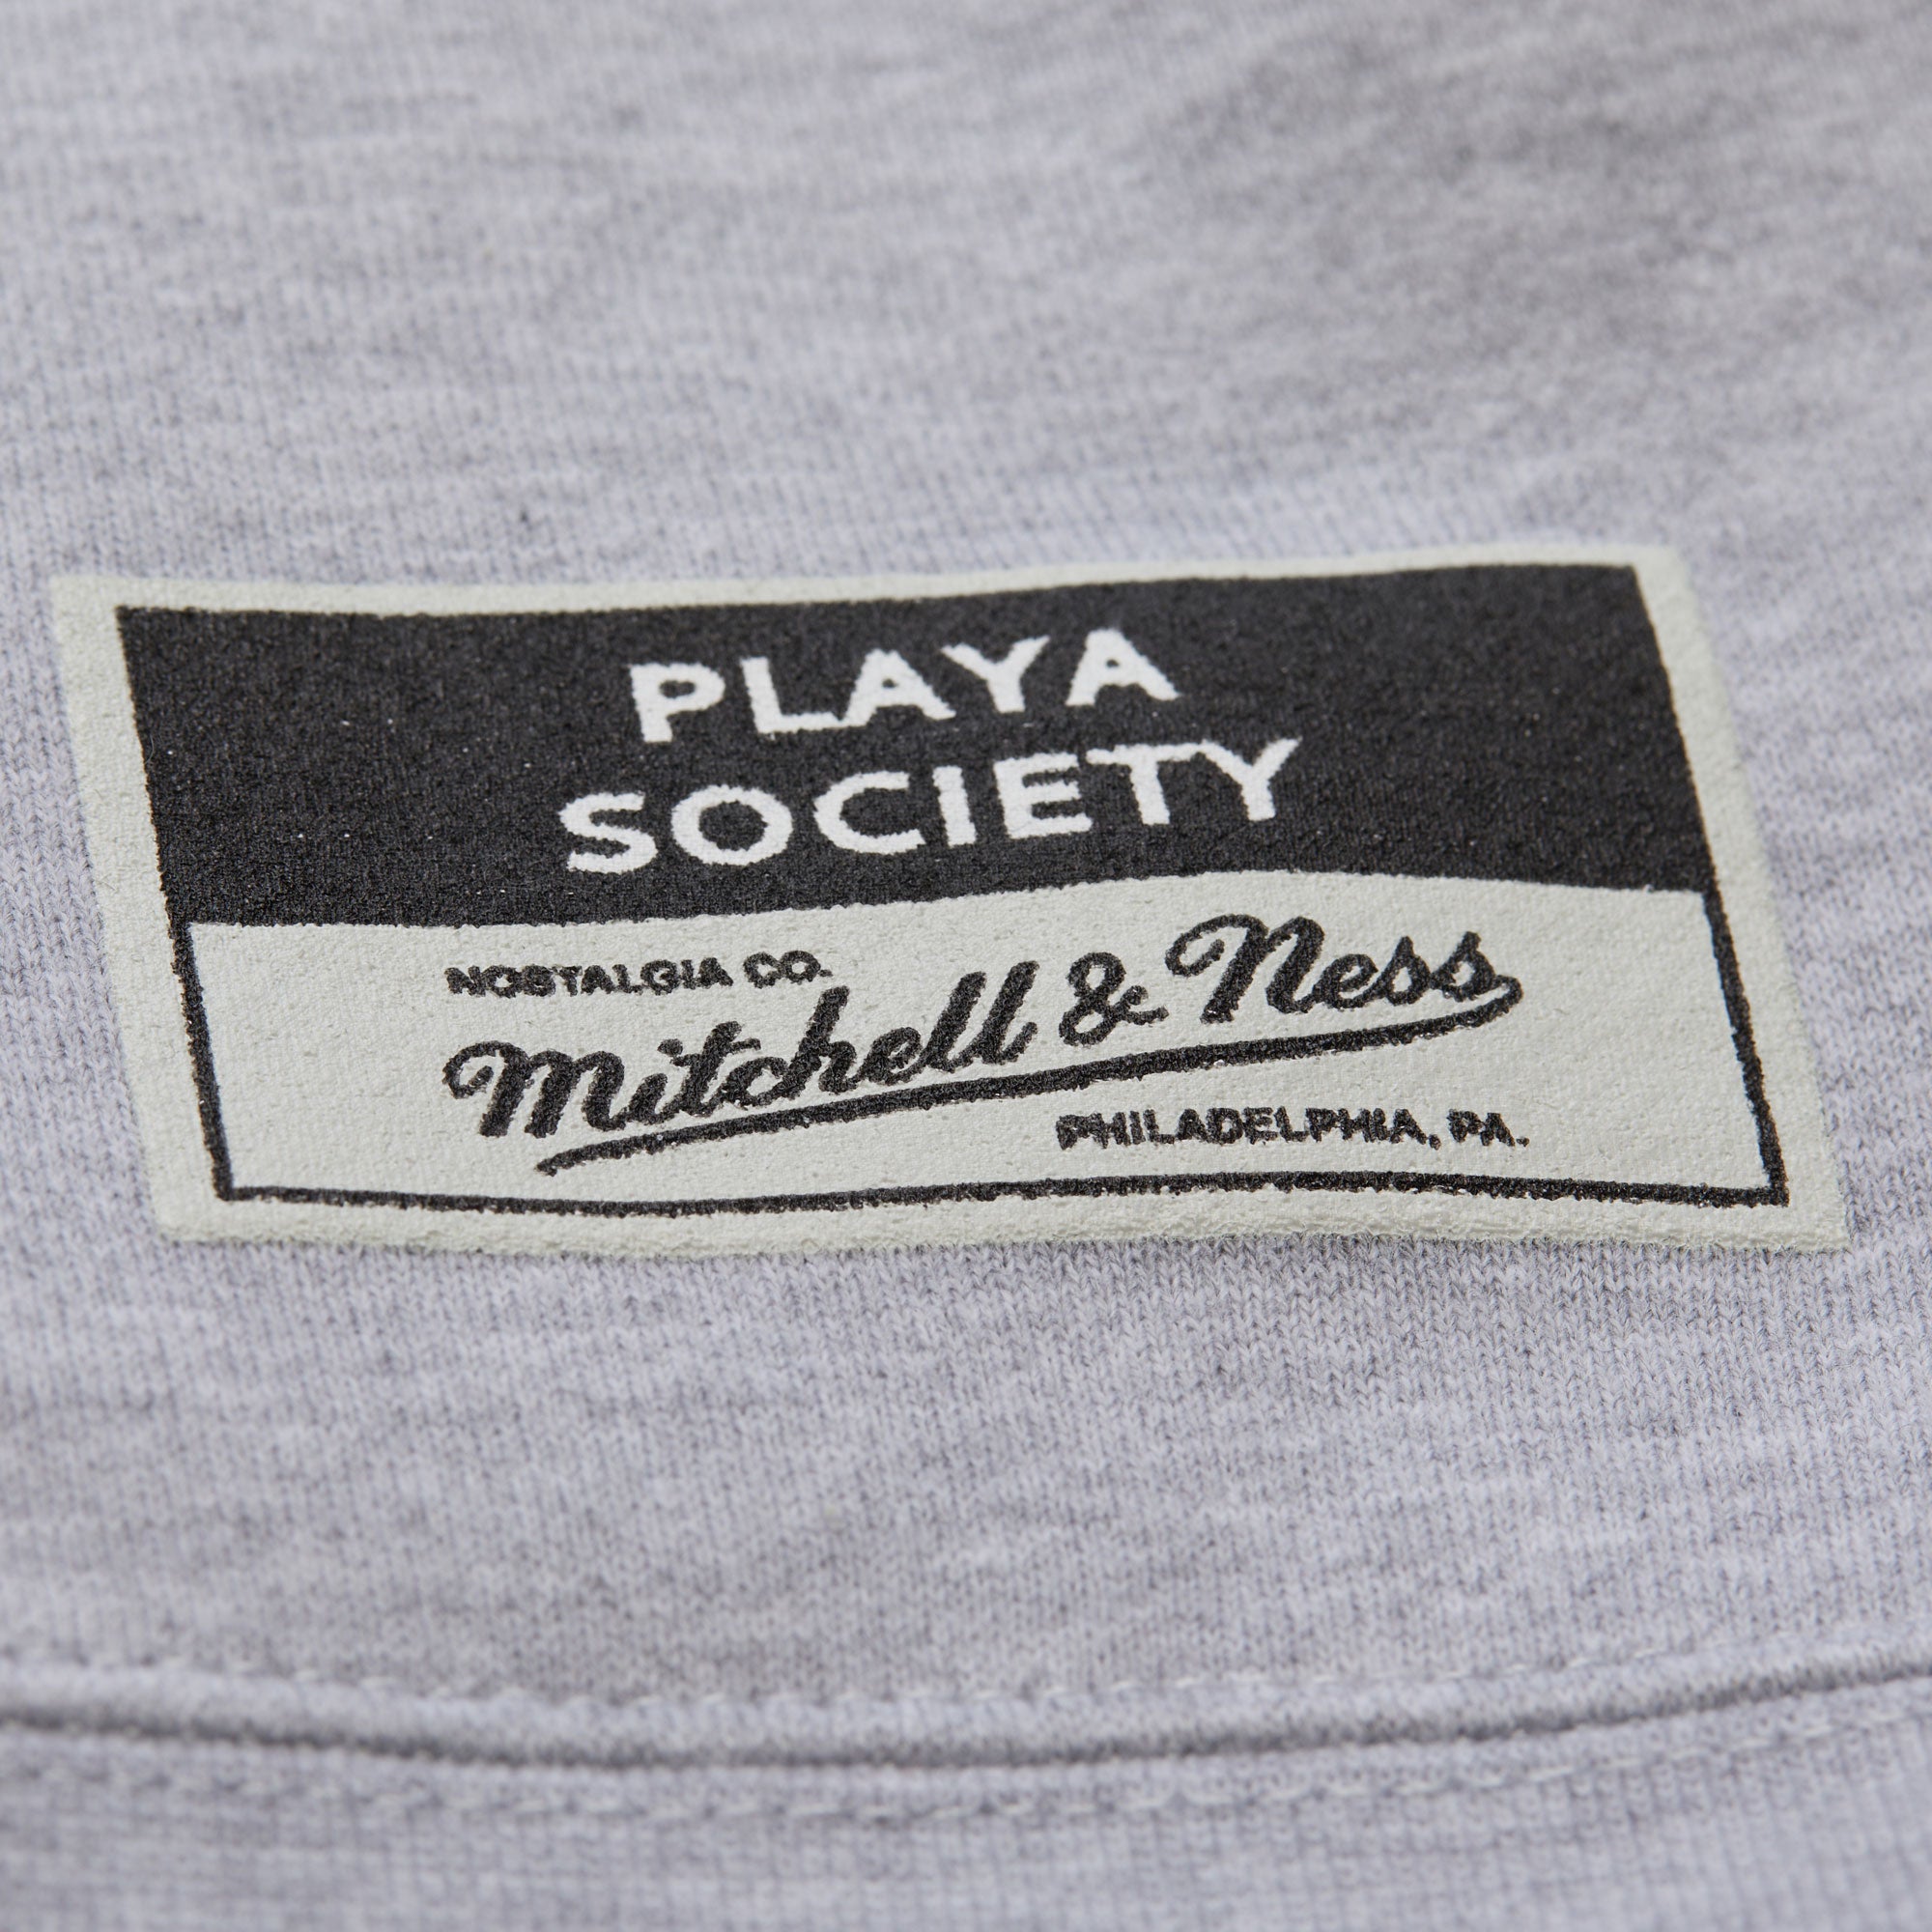 PLAYA
SOCIETY
NOSTALGIA CO.
Mitchell & Ness
PHILADELPHIA, PA.